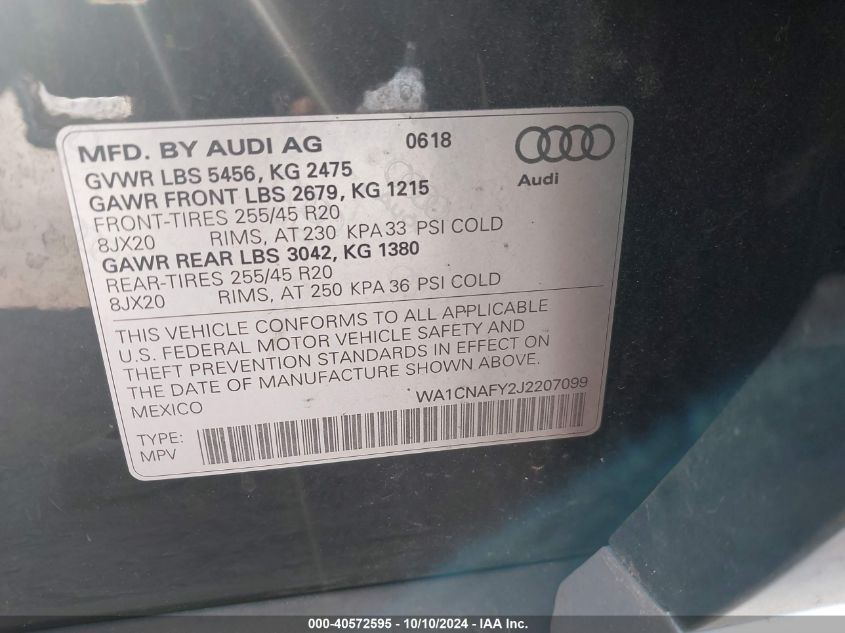 MFD. BY AUDI AG 0618
Audi
GVWR LBS 5456, KG 2475
GAWR FRONT LBS 2679, KG 1215
FRONT-TIRES 255/45 R20
8JX20 RIMS, AT 230 KPA 33 PSI COLD
GAWR REAR LBS 3042, KG 1380
REAR-TIRES 255/45 R20
8JX20 RIMS, AT 250 KPA 36 PSI COLD
THIS VEHICLE CONFORMS TO ALL APPLICABLE
U.S. FEDERAL MOTOR VEHICLE SAFETY AND
THEFT PREVENTION STANDARDS IN EFFECT ON
THE DATE OF MANUFACTURE SHOWN ABOVE.
MEXICO WA1CNAFY2J2207099
TYPE:
MPV
000-40572595 - 10/10/2024 - IAA Inc.